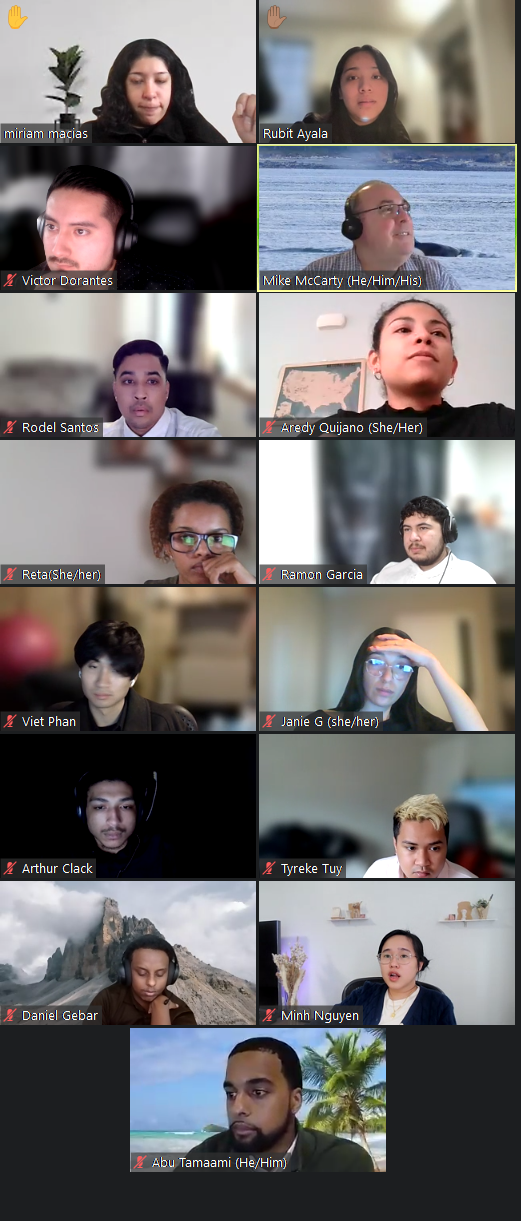 miriam macias
Rubit Ayala
Victor Dorantes
Mike McCarty (He/Him/His)
Rodel Santos
Aredy Quijano (She/Her)
Reta(She/her)
Ramon Garcia
Viet Phan
Janie G (she/her)
Arthur Clack
Tyreke Tuy
Daniel Gebar
Minh Nguyen
Abu Tamaami (He/Him)